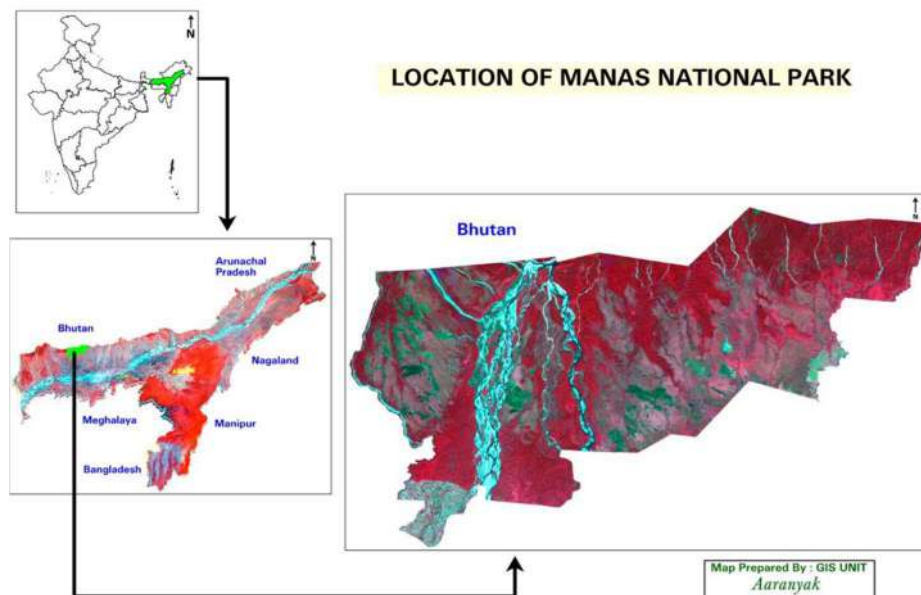 N
LOCATION OF MANAS NATIONAL PARK
N
Arunachal
Pradesh
Bhutan
Nagaland
Meghalaya
Manipur
Bangladesh
N
Bhutan
Map Prepared By : GIS UNIT
Aaranyak